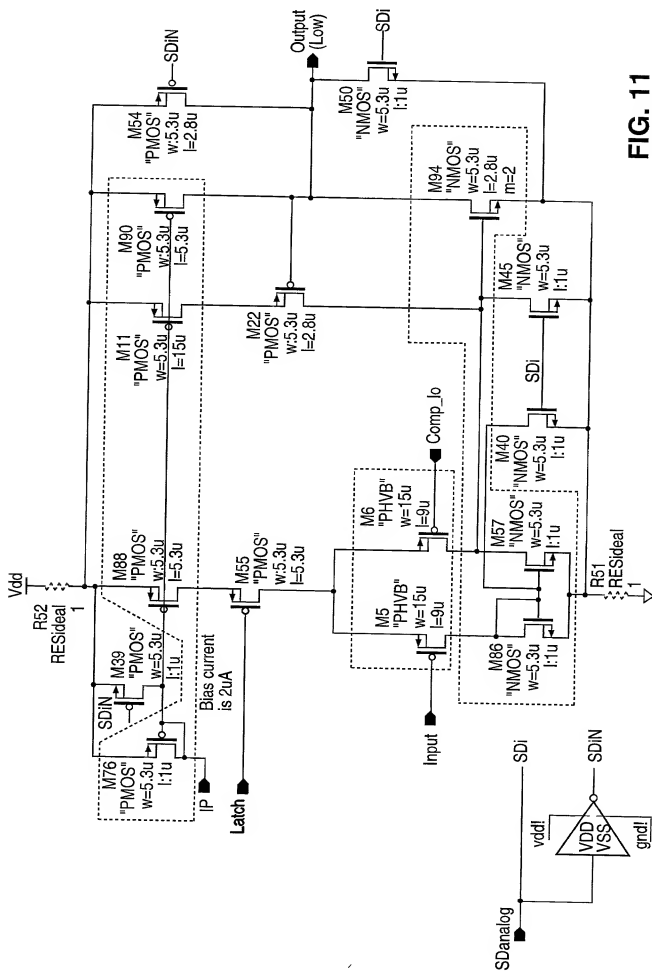 Vdd
R52
RESideal
1
M76
"PMOS"
w=5.3u
l:1u
IP
SDiN
M39
"PMOS"
w=5.3u
l:1u
Bias current
is 2uA
M88
"PMOS"
w:5.3u
l=5.3u
M11
"PMOS"
w=5.3u
l=15u
M90
"PMOS"
w:5.3u
l=5.3u
M54
"PMOS"
w:5.3u
l=2.8u
SDiN
Latch
M55
"PMOS"
w:5.3u
l=5.3u
M22
"PMOS"
w:5.3u
l=2.8u
Output
(Low)
Input
M5
"PHVB"
w=15u
l=9u
M6
"PHVB"
w=15u
l=9u
Comp_lo
M50
"NMOS"
w=5.3u
l:1u
SDi
M86
"NMOS"
w=5.3u
l:1u
M57
"NMOS"
w=5.3u
l:1u
M40
"NMOS"
w=5.3u
l:1u
SDi
M45
"NMOS"
w=5.3u
l:1u
M94
"NMOS"
w=5.3u
l=2.8u
m=2
R51
RESideal
1
SDanalog
vdd!
VDD
VSS
gnd!
SDi
SDiN
FIG. 11